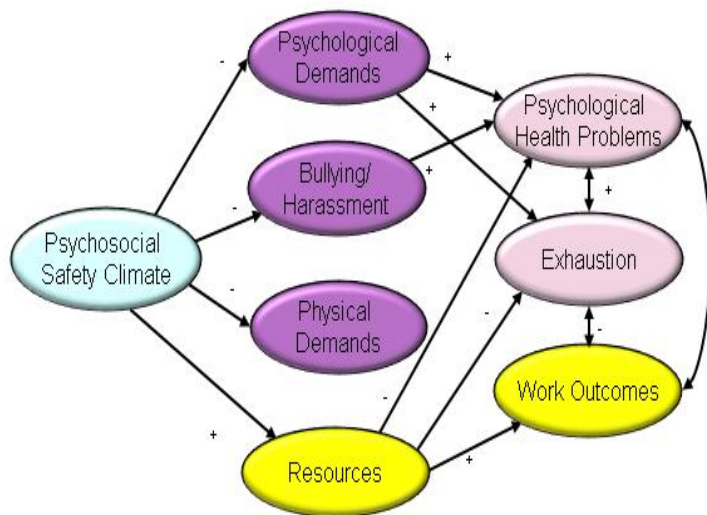 Psychological
Demands
Bullying/
Harassment
Physical
Demands
Resources
Psychosocial
Safety Climate
Psychological
Health Problems
Exhaustion
Work Outcomes
-
-
-
+
+
+
+
-
-
+
+
-